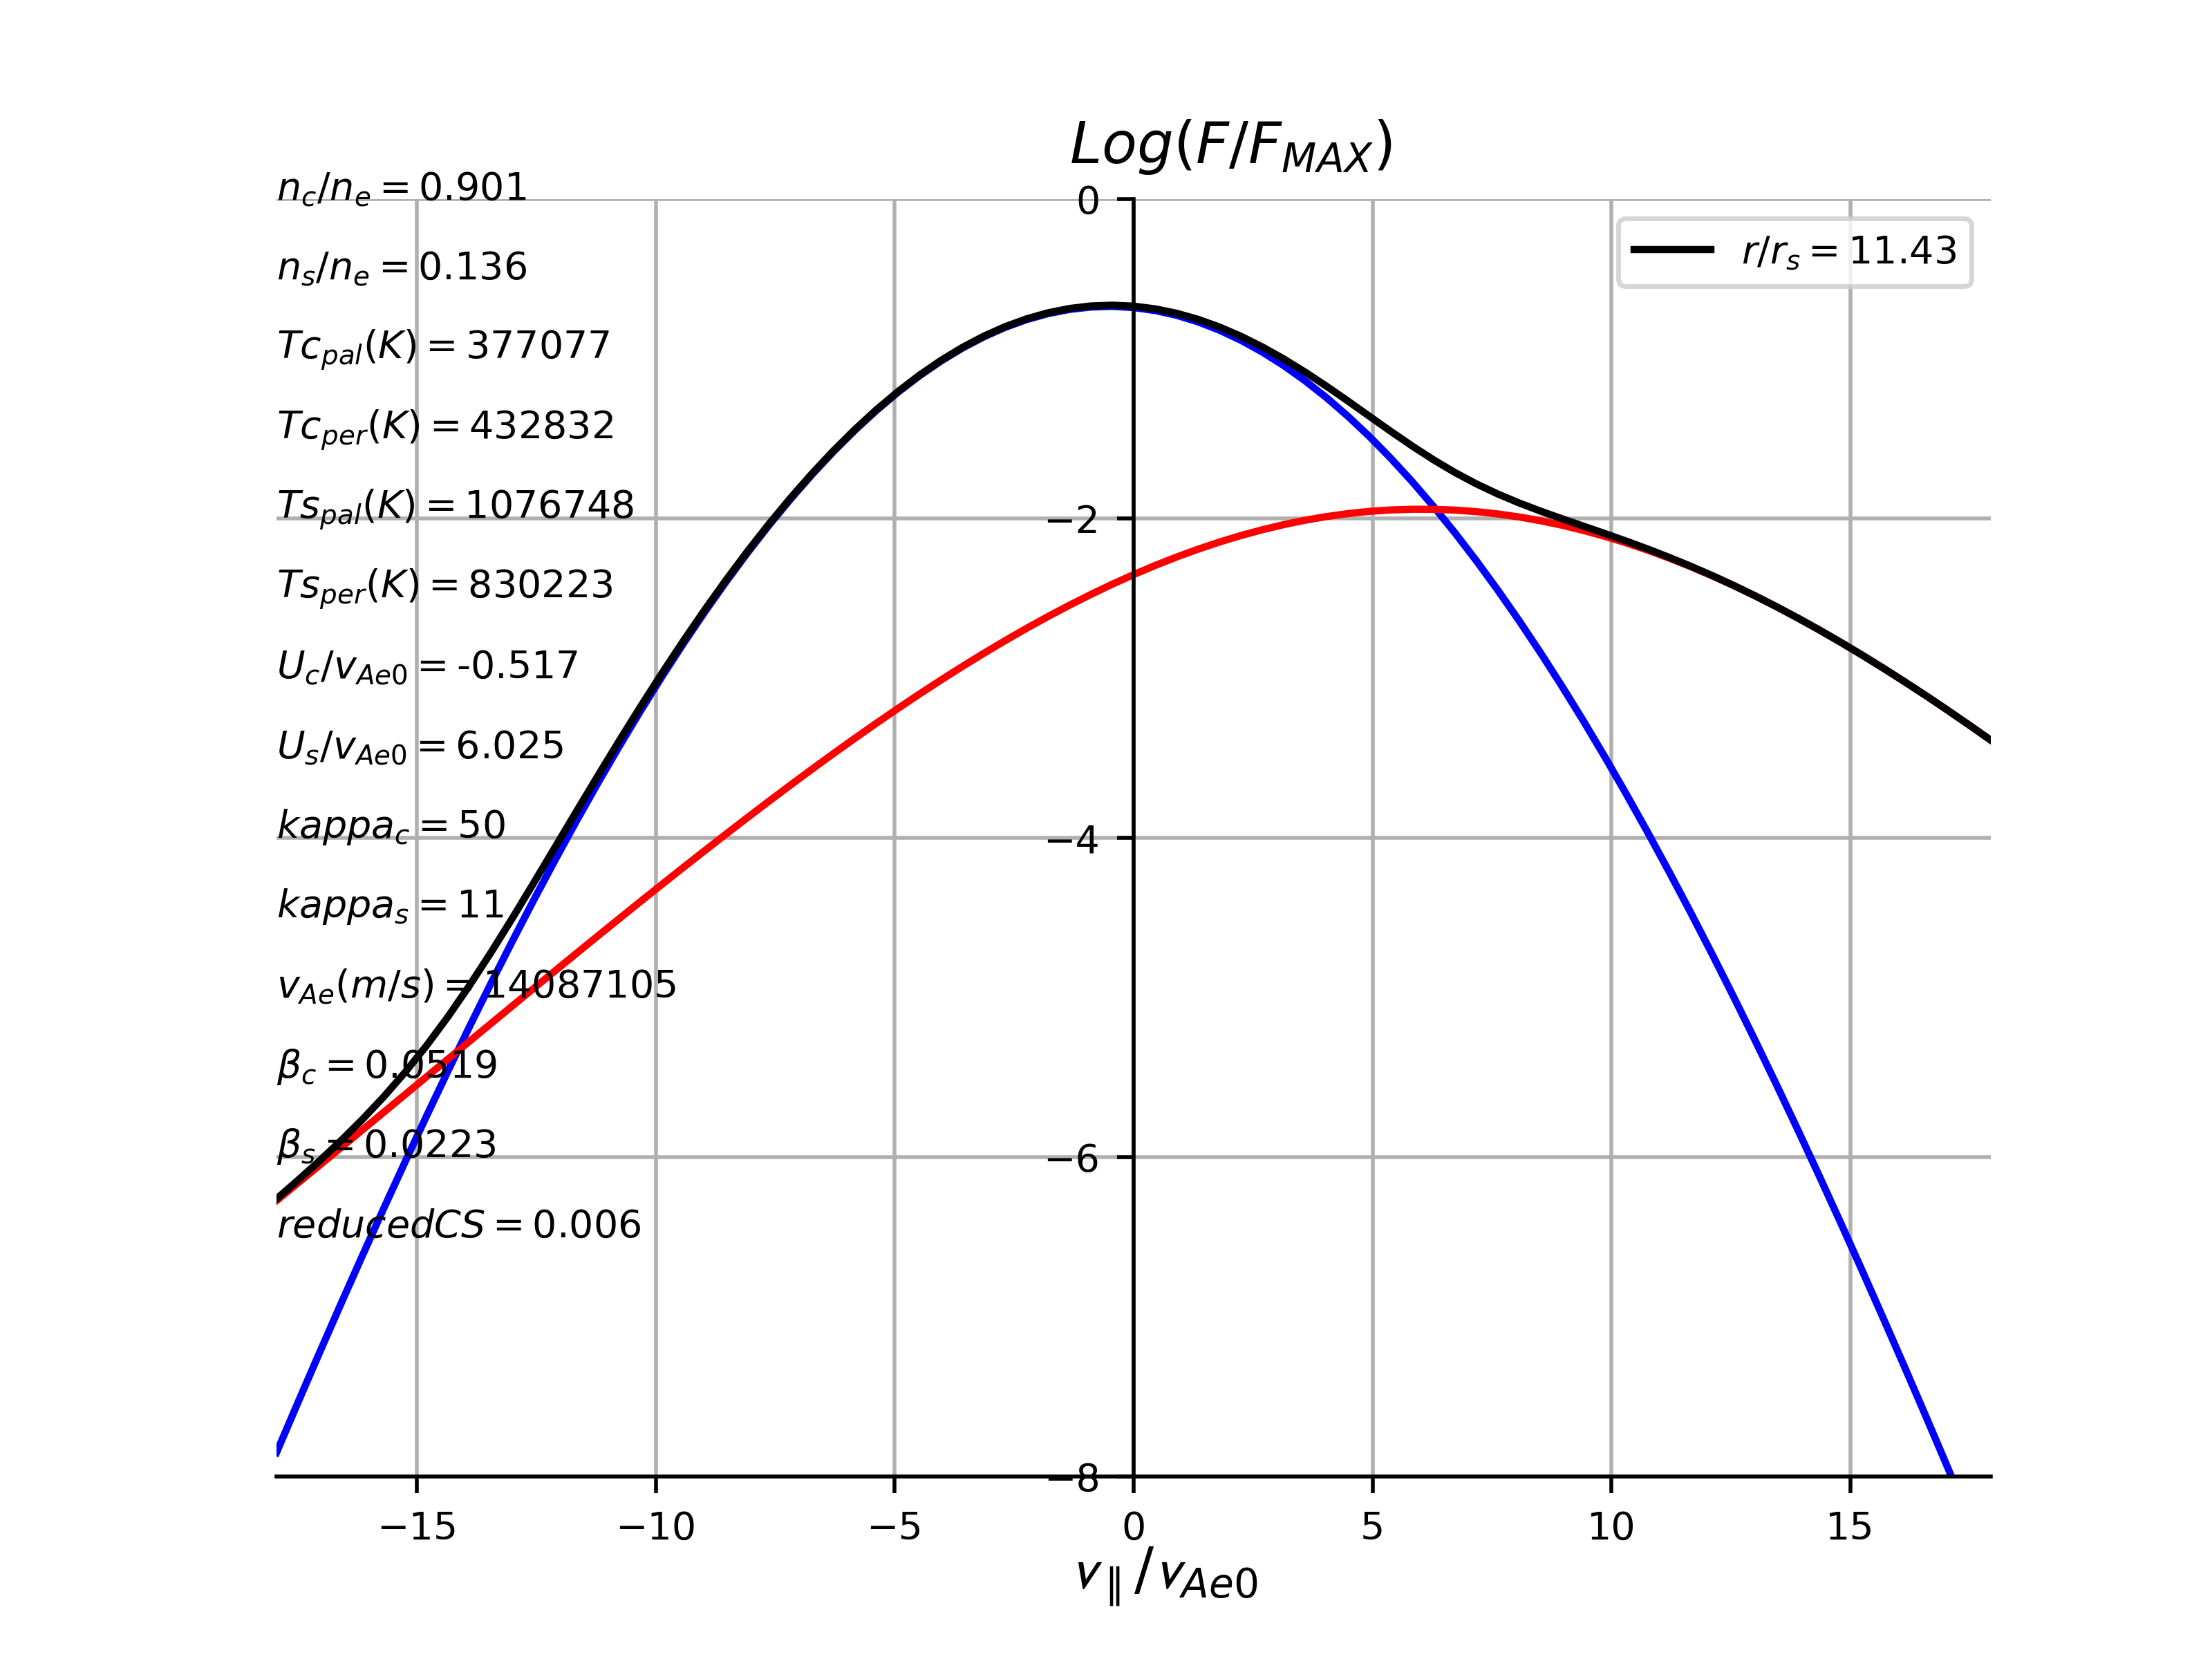 Log(F/F_MAX)
n_c/n_e = 0.901
0
r/r_s = 11.43
n_s/n_e = 0.136
Tc_pal(K) = 377077
Tc_per(K) = 432832
Ts_pal(K) = 1076748
−2
Ts_per(K) = 830223
U_c/v_Ae0 = -0.517
U_s/v_Ae0 = 6.025
kappa_c = 50
−4
kappa_s = 11
v_Ae(m/s) = 14087105
β_c = 0.0519
β_s = 0.0223
−6
reducedCS = 0.006
−8
−15 −10 −5 0 5 10 15
v_∥/v_Ae0